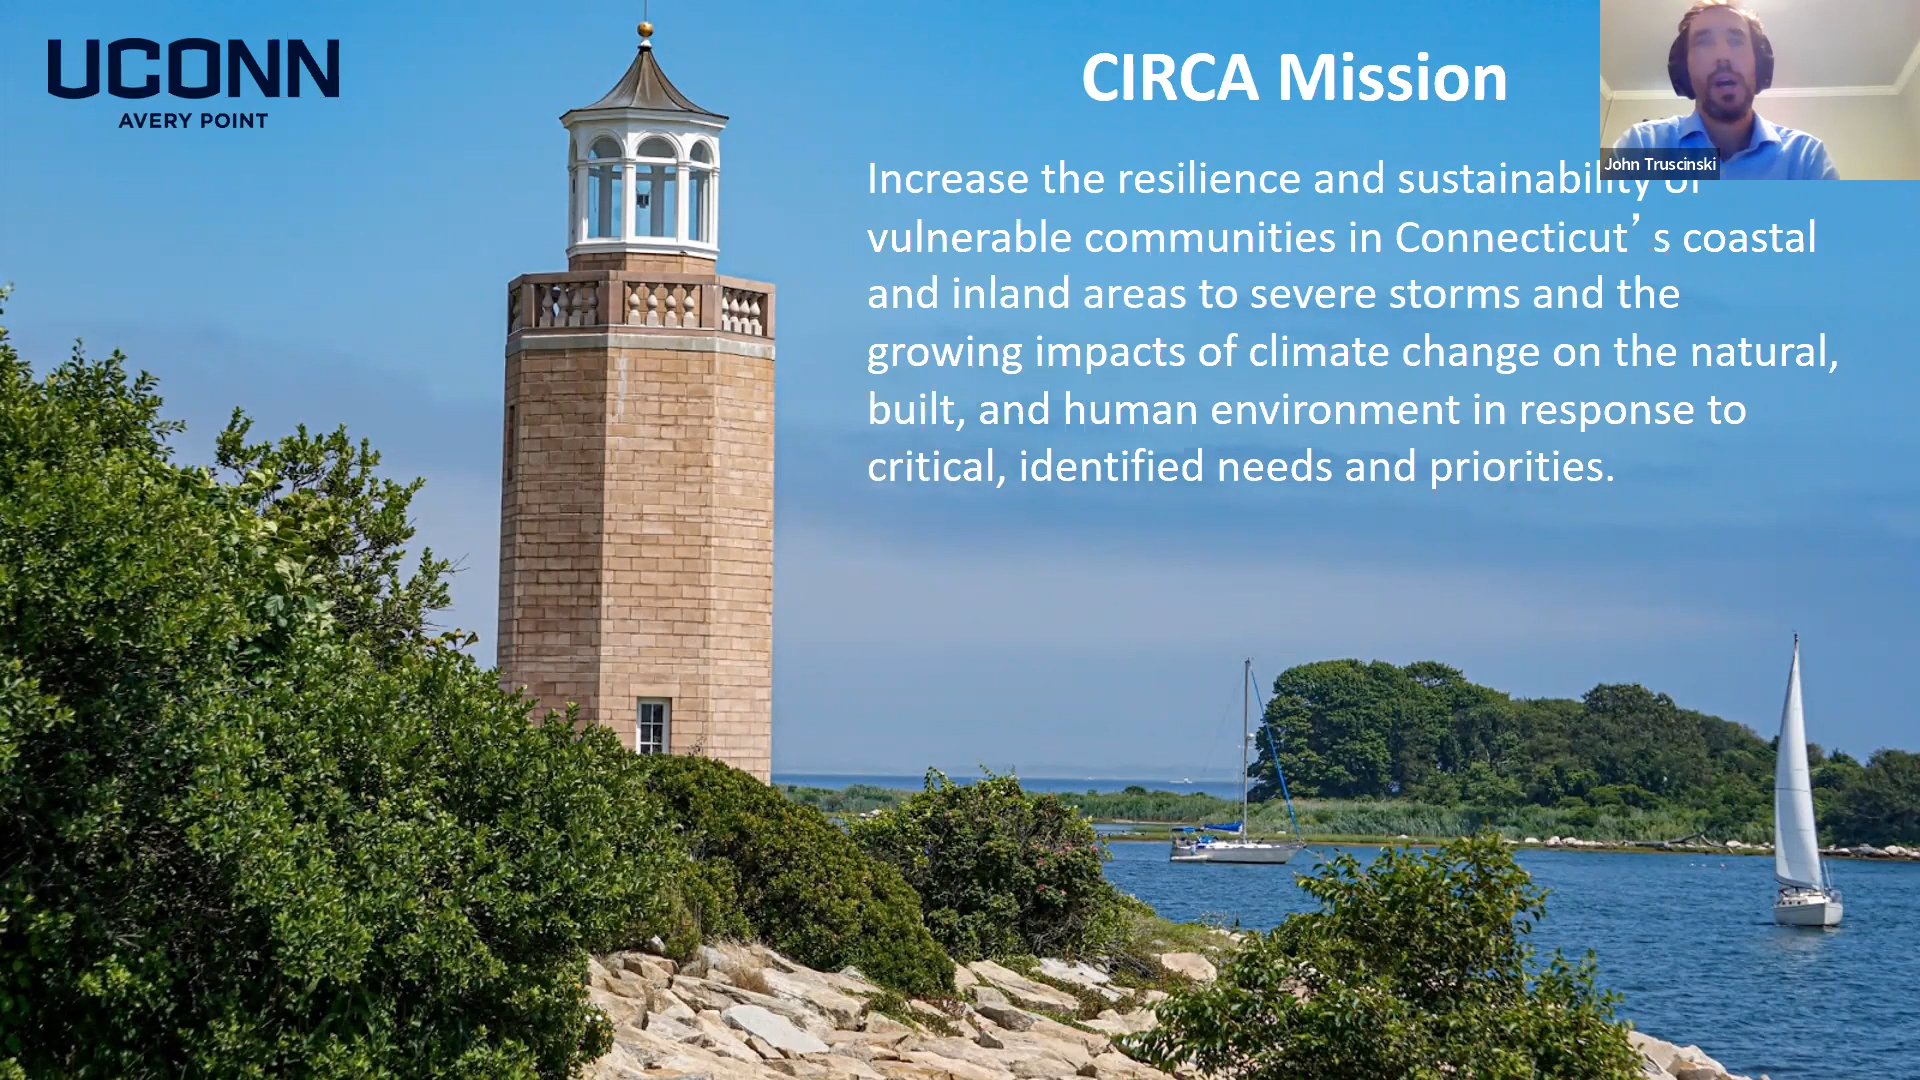 UCONN
AVERY POINT
CIRCA Mission
John Truscinski
Increase the resilience and sustainability of
vulnerable communities in Connecticut’s coastal
and inland areas to severe storms and the
growing impacts of climate change on the natural,
built, and human environment in response to
critical, identified needs and priorities.